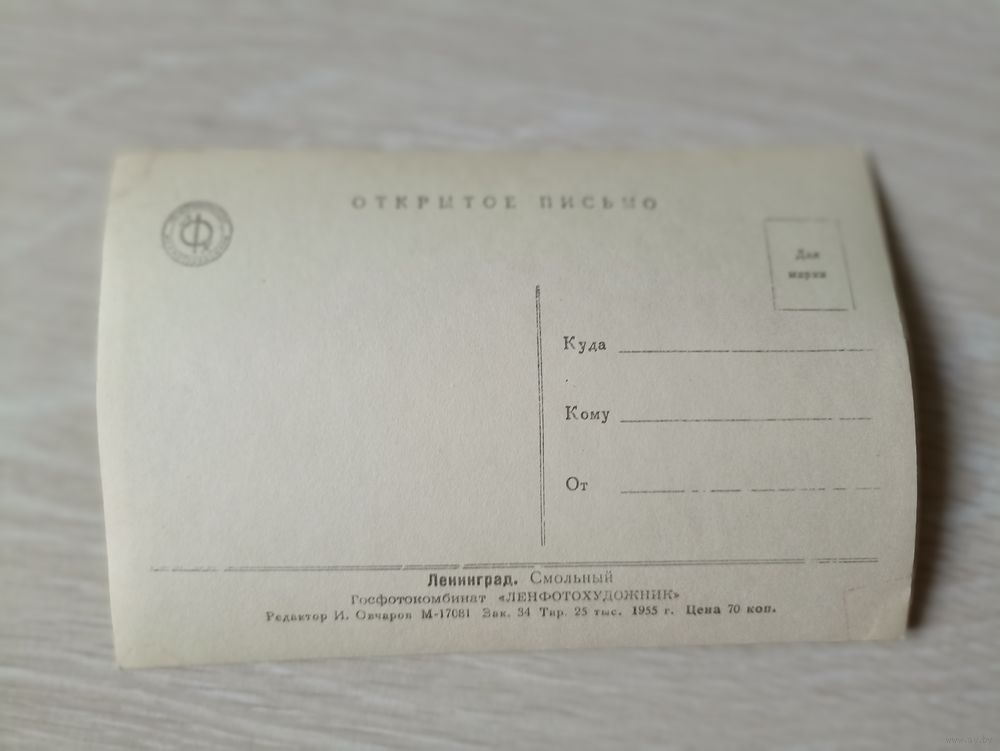 ОТКРЫТОЕ ПИСЬМО
Для
марки
Куда
Кому
От
Ленинград. Смольный
Госфотокомбинат «ЛЕНФОТОХУДОЖНИК»
Редактор И. Овчаров М-17081 Зак. 34 Тир. 25 тыс. 1955 г. Цена 70 коп.